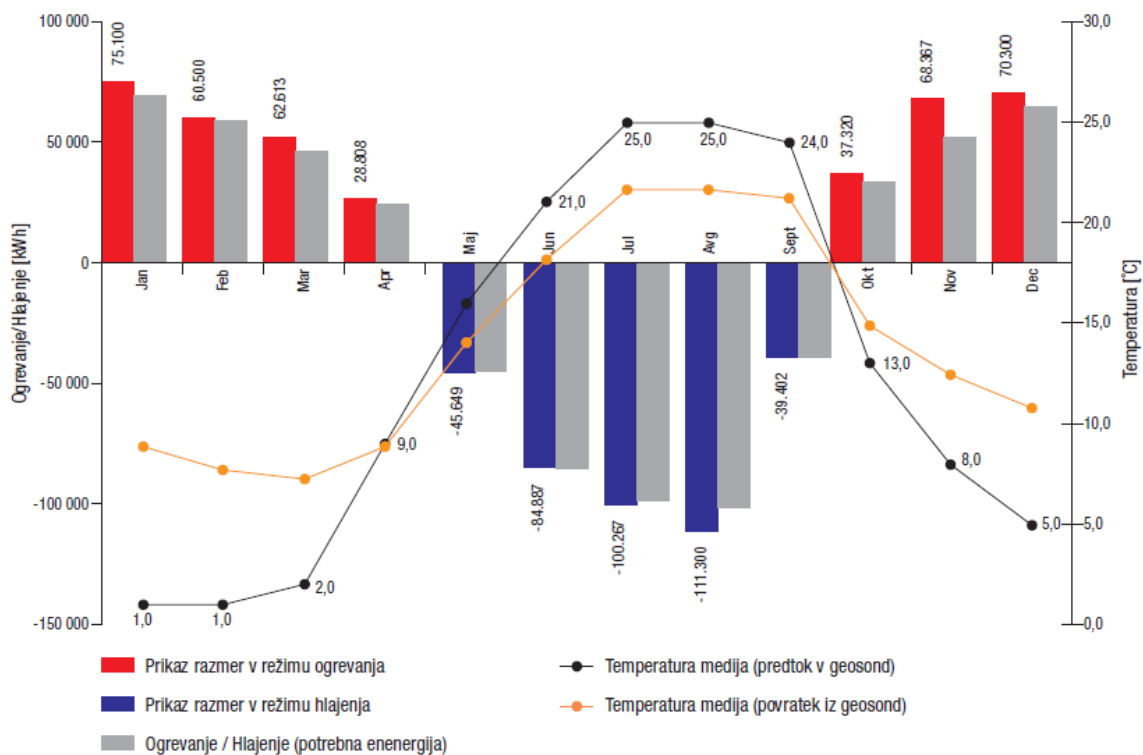 100 000
50 000
0
-50 000
-100 000
-150 000
Ogrevanje/Hlajenje [kWh]
30,0
25,0
20,0
15,0
10,0
5,0
0,0
Temperatura [°C]
75.100
60.500
62.613
28.808
-45.649
-84.887
-100.267
-111.300
-39.402
37.320
68.367
70.300
Jan
Feb
Mar
Apr
Maj
Jun
Jul
Avg
Sept
Okt
Nov
Dec
1,0
1,0
2,0
9,0
21,0
25,0
25,0
24,0
13,0
8,0
5,0
Prikaz razmer v režimu ogrevanja
Prikaz razmer v režimu hlajenja
Ogrevanje / Hlajenje (potrebna enenergija)
Temperatura medija (predtok v geosond)
Temperatura medija (povratek iz geosond)